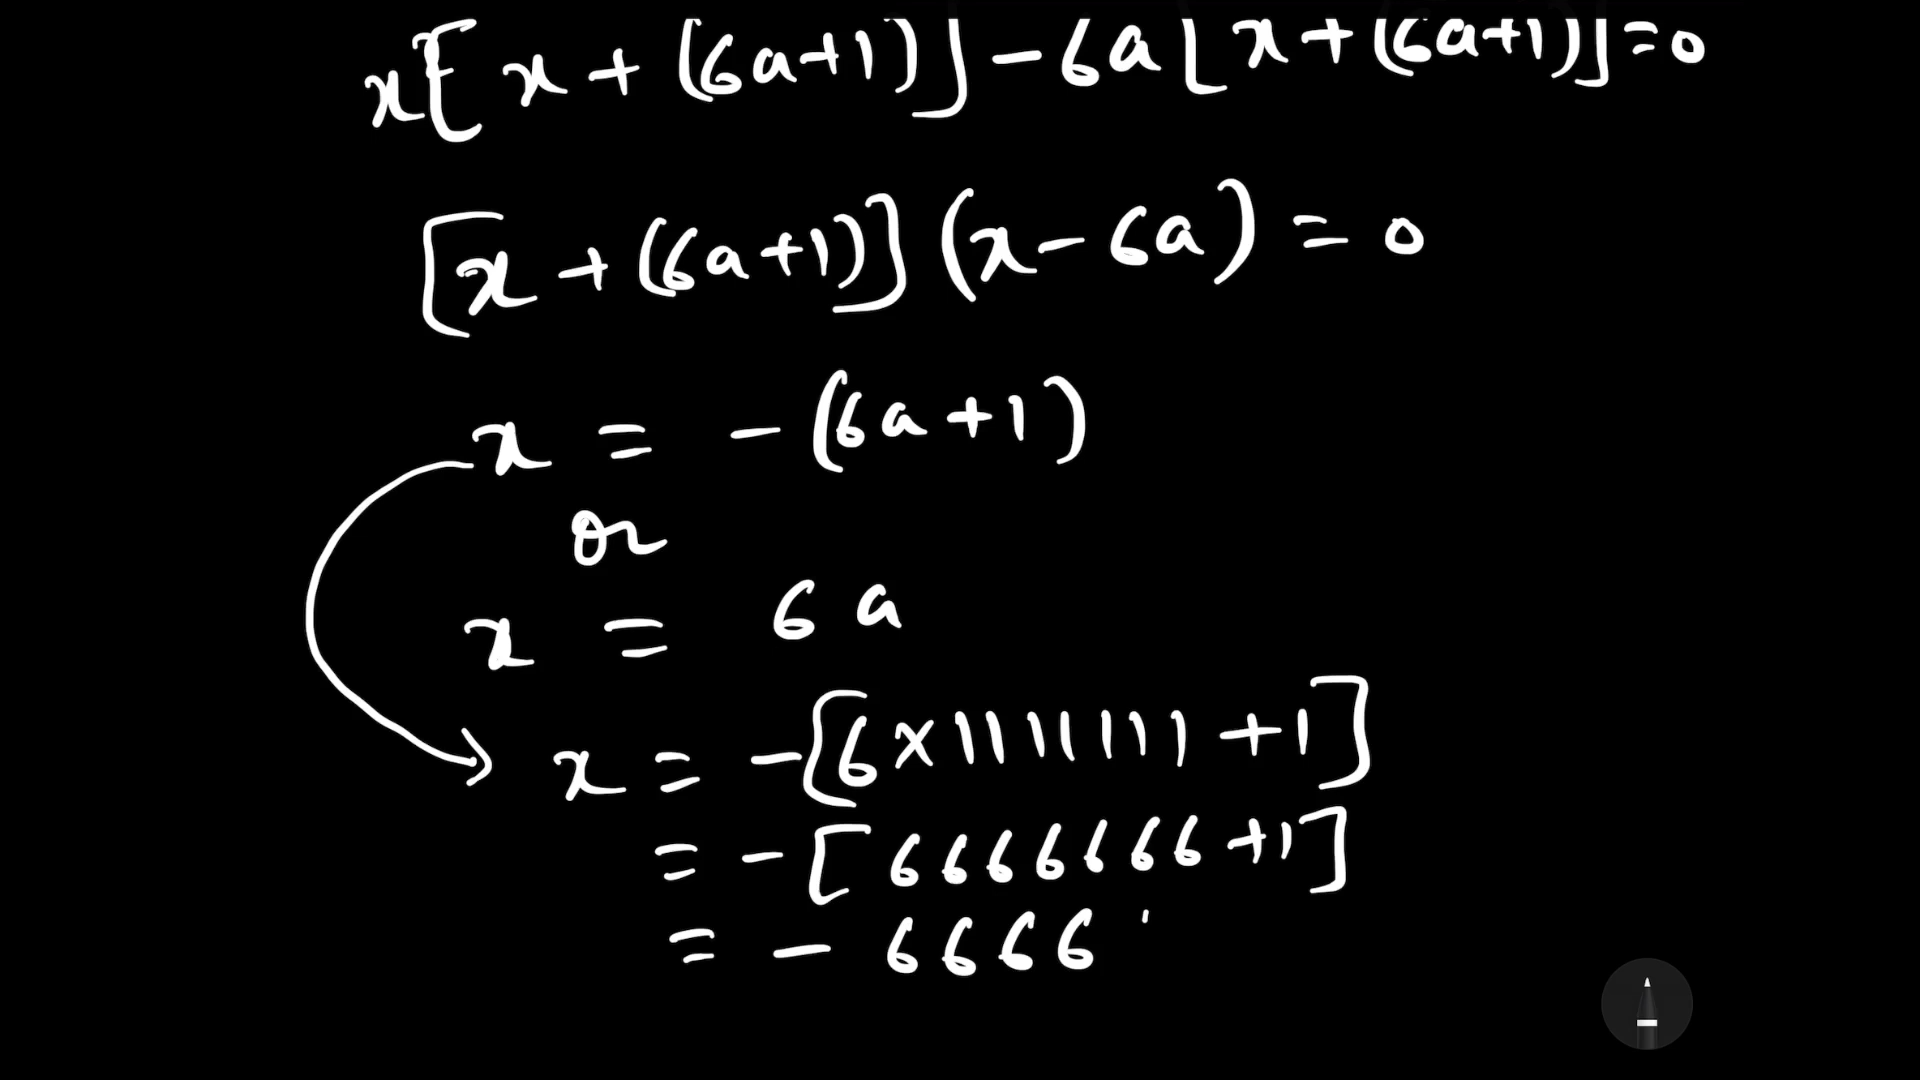 x[x + (6a+1)] - 6a[x + (6a+1)] = 0
[x + (6a+1)] (x - 6a) = 0
x = - (6a + 1)
or
x = 6a
x = - [6 × 1111111 + 1]
= - [6666666 + 1]
= - 6666